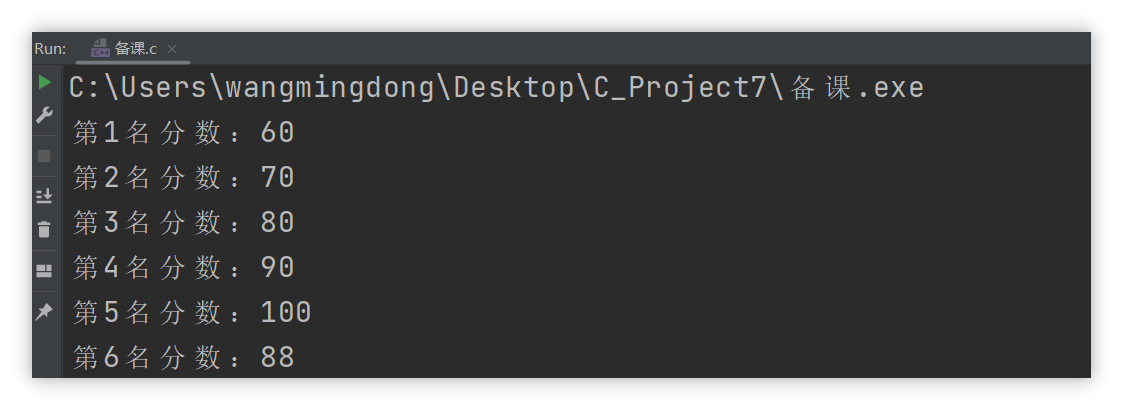 Run: 备课.c
C:\Users\wangmingdong\Desktop\C_Project7\备课.exe
第1名分数：60
第2名分数：70
第3名分数：80
第4名分数：90
第5名分数：100
第6名分数：88